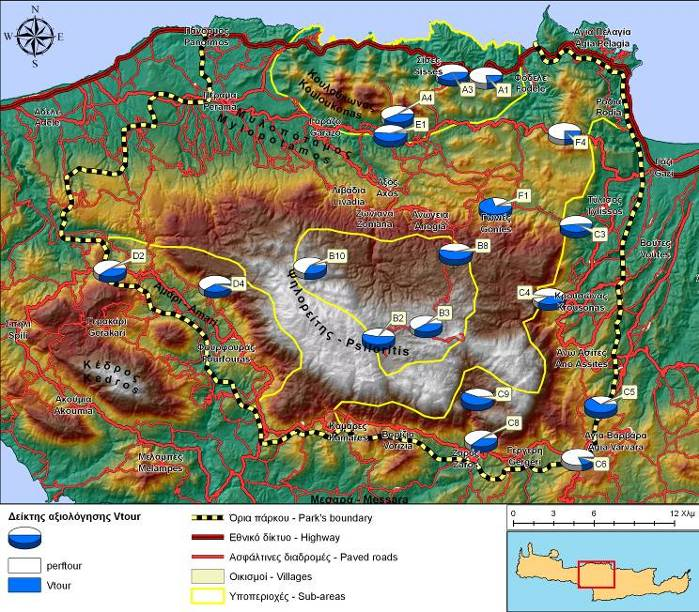 N
W E
S
Πάνορμος
Panormos
Αγία Πελαγία
Agia Pelagia
Σίσες
Sisses
A3
A1
Φόδελε
Fodele
Κουλούκωνας
Kouloukonas
A4
E1
Πέραμα
Perama
Αδελε
Adele
Γαράζο
Garazo
Μυλοπόταμος
Mylopotamos
Ρόδια
Rodia
F4
Γάζι
Gazi
Αξός
Axos
Λιβάδια
Livadia
Ζωνιανά
Zoniana
Ανώγεια
Anogia
F1
Γωνιές
Gonies
Τύλισος
Tylissos
C3
Βούτες
Voutes
D2
D4
B10
B8
Αμάρι - Amari
C4
Κρουσώνας
Krousonas
Ψηλορείτης - Psiloritis
B2
B3
Σπήλι
Spili
Γερακάρι
Gerakari
Φουρφουράς
Fourfouras
Άνω Ασίτες
Ano Assites
Κέδρος
Kedros
Ακούμια
Akoumia
C9
C5
Καμάρες
Kamares
Βορίζια
Vorizia
C8
Ζαρός
Zaros
Γέργερη
Gergeri
Αγία Βαρβάρα
Agia Varvara
C6
Μέλαμπες
Melampes
Μεσαρά - Messara
Δείκτης αξιολόγησης Vtour
perftour
Vtour
Όρια πάρκου - Park's boundary
Εθνικό δίκτυο - Highway
Ασφάλτινες διαδρομές - Paved roads
Οικισμοί - Villages
Υποπεριοχές - Sub-areas
0 3 6 12 Χλμ